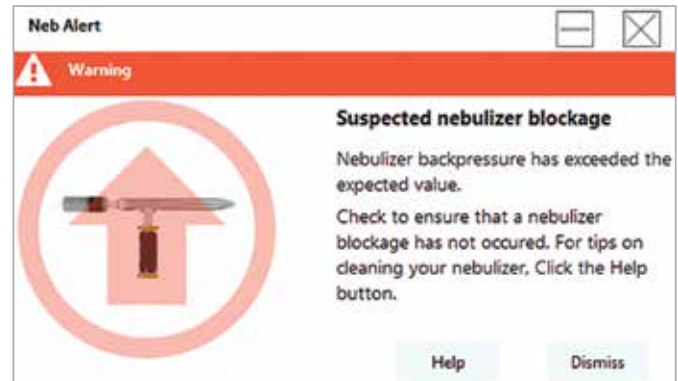 Neb Alert
Warning
Suspected nebulizer blockage
Nebulizer backpressure has exceeded the
expected value.
Check to ensure that a nebulizer
blockage has not occured. For tips on
cleaning your nebulizer, Click the Help
button.
Help
Dismiss